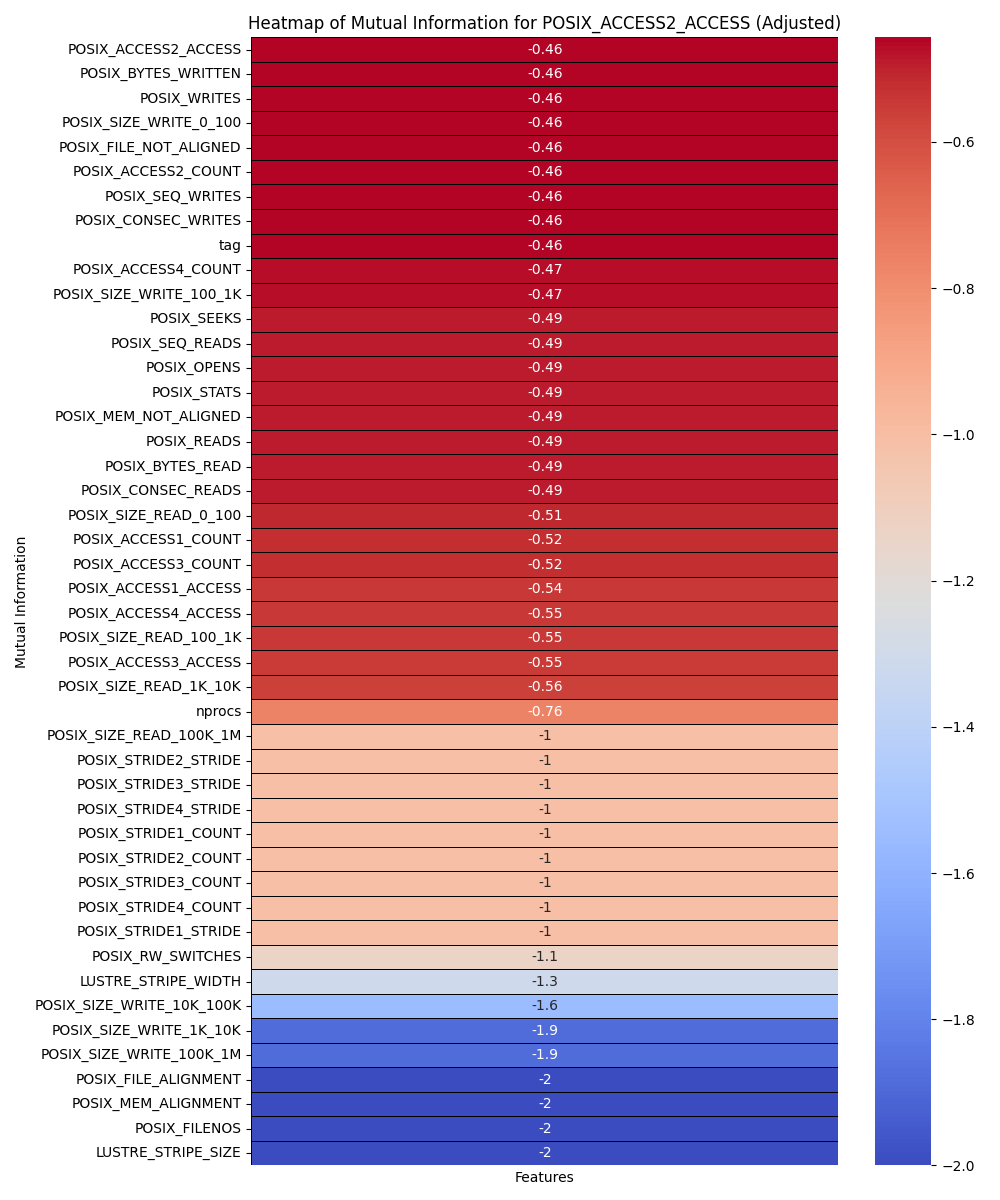 Heatmap of Mutual Information for POSIX_ACCESS2_ACCESS (Adjusted)
POSIX_ACCESS2_ACCESS -0.46
POSIX_BYTES_WRITTEN -0.46
POSIX_WRITES -0.46
POSIX_SIZE_WRITE_0_100 -0.46
POSIX_FILE_NOT_ALIGNED -0.46
POSIX_ACCESS2_COUNT -0.46
POSIX_SEQ_WRITES -0.46
POSIX_CONSEC_WRITES -0.46
tag -0.46
POSIX_ACCESS4_COUNT -0.47
POSIX_SIZE_WRITE_100_1K -0.47
POSIX_SEEKS -0.49
POSIX_SEQ_READS -0.49
POSIX_OPENS -0.49
POSIX_STATS -0.49
POSIX_MEM_NOT_ALIGNED -0.49
POSIX_READS -0.49
POSIX_BYTES_READ -0.49
POSIX_CONSEC_READS -0.49
POSIX_SIZE_READ_0_100 -0.51
POSIX_ACCESS1_COUNT -0.52
POSIX_ACCESS3_COUNT -0.52
POSIX_ACCESS1_ACCESS -0.54
POSIX_ACCESS4_ACCESS -0.55
POSIX_SIZE_READ_100_1K -0.55
POSIX_ACCESS3_ACCESS -0.55
POSIX_SIZE_READ_1K_10K -0.56
nprocs -0.76
POSIX_SIZE_READ_100K_1M -1
POSIX_STRIDE2_STRIDE -1
POSIX_STRIDE3_STRIDE -1
POSIX_STRIDE4_STRIDE -1
POSIX_STRIDE1_COUNT -1
POSIX_STRIDE2_COUNT -1
POSIX_STRIDE3_COUNT -1
POSIX_STRIDE4_COUNT -1
POSIX_STRIDE1_STRIDE -1
POSIX_RW_SWITCHES -1.1
LUSTRE_STRIPE_WIDTH -1.3
POSIX_SIZE_WRITE_10K_100K -1.6
POSIX_SIZE_WRITE_1K_10K -1.9
POSIX_SIZE_WRITE_100K_1M -1.9
POSIX_FILE_ALIGNMENT -2
POSIX_MEM_ALIGNMENT -2
POSIX_FILENOS -2
LUSTRE_STRIPE_SIZE -2
Mutual Information
Features
−0.6
−0.8
−1.0
−1.2
−1.4
−1.6
−1.8
−2.0